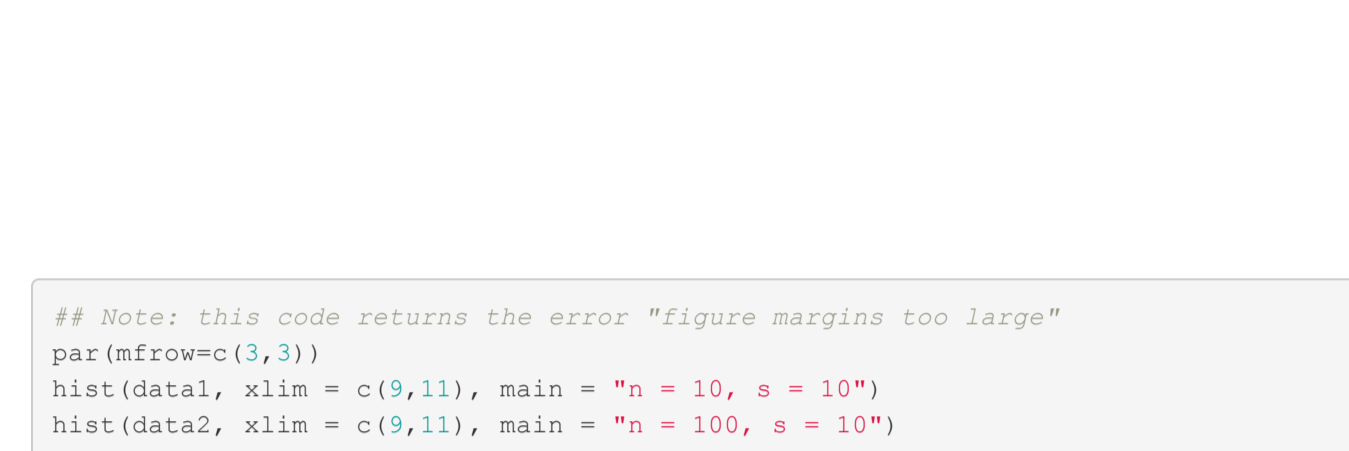 ## Note: this code returns the error "figure margins too large"
par(mfrow=c(3,3))
hist(data1, xlim = c(9,11), main = "n = 10, s = 10")
hist(data2, xlim = c(9,11), main = "n = 100, s = 10")